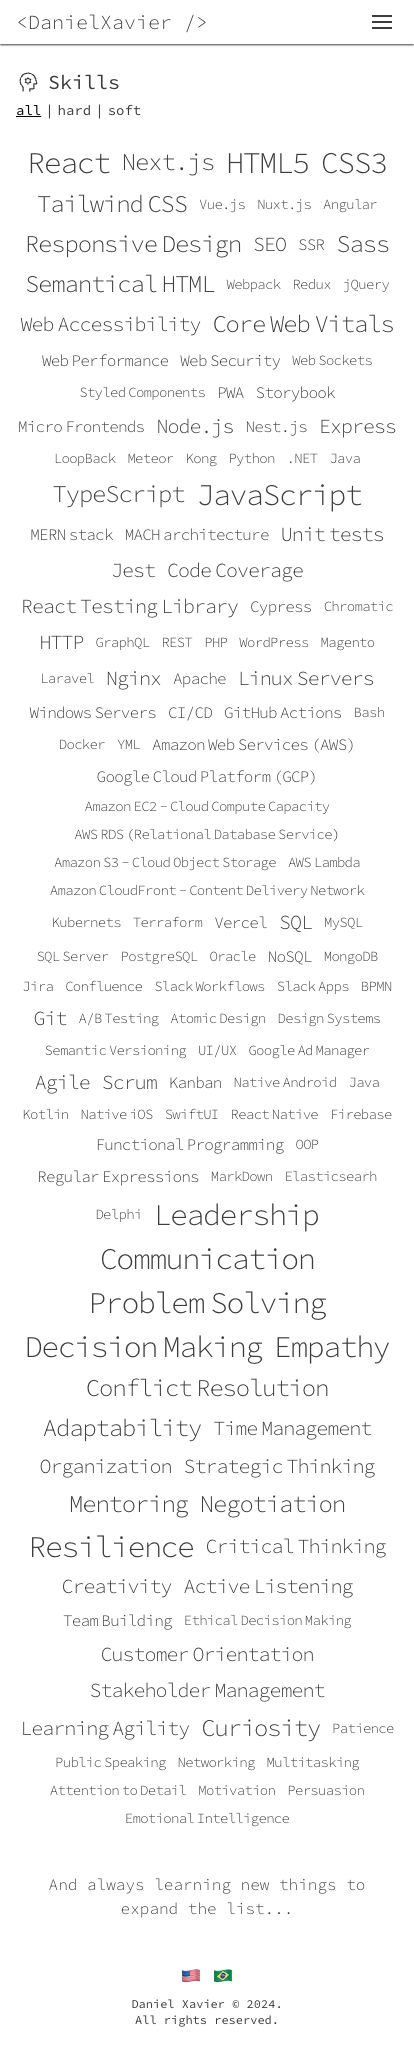 <DanielXavier />
Skills
all | hard | soft
React Next.js HTML5 CSS3
Tailwind CSS Vue.js Nuxt.js Angular
Responsive Design SEO SSR Sass
Semantical HTML Webpack Redux jQuery
Web Accessibility Core Web Vitals
Web Performance Web Security Web Sockets
Styled Components PWA Storybook
Micro Frontends Node.js Nest.js Express
LoopBack Meteor Kong Python .NET Java
TypeScript JavaScript
MERN stack MACH architecture Unit tests
Jest Code Coverage
React Testing Library Cypress Chromatic
HTTP GraphQL REST PHP WordPress Magento
Laravel Nginx Apache Linux Servers
Windows Servers CI/CD GitHub Actions Bash
Docker YML Amazon Web Services (AWS)
Google Cloud Platform (GCP)
Amazon EC2 - Cloud Compute Capacity
AWS RDS (Relational Database Service)
Amazon S3 - Cloud Object Storage AWS Lambda
Amazon CloudFront - Content Delivery Network
Kubernetes Terraform Vercel SQL MySQL
SQL Server PostgreSQL Oracle NoSQL MongoDB
Jira Confluence Slack Workflows Slack Apps BPMN
Git A/B Testing Atomic Design Design Systems
Semantic Versioning UI/UX Google Ad Manager
Agile Scrum Kanban Native Android Java
Kotlin Native iOS SwiftUI React Native Firebase
Functional Programming OOP
Regular Expressions MarkDown Elasticsearh
Delphi Leadership
Communication
Problem Solving
Decision Making Empathy
Conflict Resolution
Adaptability Time Management
Organization Strategic Thinking
Mentoring Negotiation
Resilience Critical Thinking
Creativity Active Listening
Team Building Ethical Decision Making
Customer Orientation
Stakeholder Management
Learning Agility Curiosity Patience
Public Speaking Networking Multitasking
Attention to Detail Motivation Persuasion
Emotional Intelligence
And always learning new things to
expand the list...
Daniel Xavier © 2024.
All rights reserved.